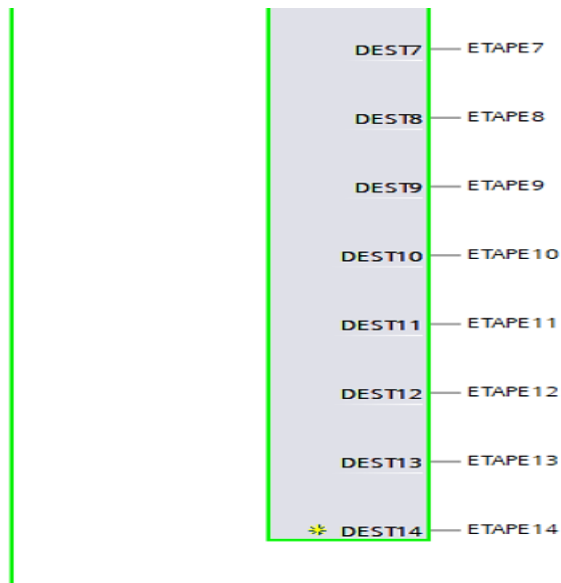 DEST7 ETAPE7
DEST8 ETAPE8
DEST9 ETAPE9
DEST10 ETAPE10
DEST11 ETAPE11
DEST12 ETAPE12
DEST13 ETAPE13
DEST14 ETAPE14